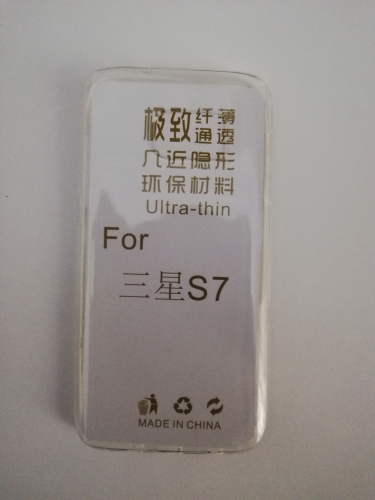 极致纤薄
通透
几近隐形
环保材料
Ultra-thin
For
三星S7
MADE IN CHINA